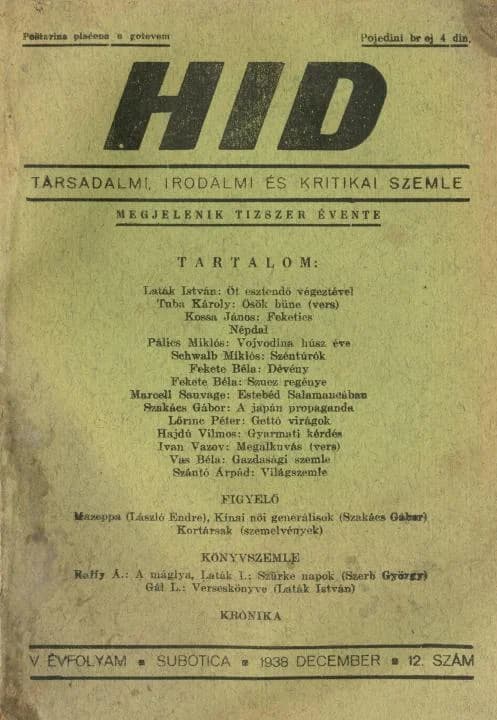 Poštarina plaćena u gotovom
Pojedini broj 4 din.
HID
TÁRSADALMI, IRODALMI ÉS KRITIKAI SZEMLE
MEGJELENIK TIZSZER ÉVENTE
TARTALOM:
Laták István: Öt esztendő végeztével
Tuba Károly: Ősök bűne (vers)
Kossa János: Feketics
Népdal
Pálics Miklós: Vojvodina húsz éve
Schwalb Miklós: Széntúrók
Fekete Béla: Dévény
Fekete Béla: Szuez regénye
Marcell Sauvage: Estebéd Salamancában
Szakács Gábor: A japán propaganda
Lőrinc Péter: Gettó virágok
Hajdú Vilmos: Gyarmati kérdés
Ivan Vazov: Megalkuvás (vers)
Vas Béla: Gazdasági szemle
Szántó Árpád: Világszemle
FIGYELŐ
Mazeppa (László Endre), Kínai női generálisok (Szakács Gábor)
Kortársak (szemelvények)
KÖNYVSZEMLE
Raffy Á.: A máglya, Laták I.: Szürke napok (Szerb György)
Gál L.: Verseskönyve (Laták István)
KRÓNIKA
V. ÉVFOLYAM ■ SUBOTICA ■ 1938 DECEMBER ■ 12. SZÁM